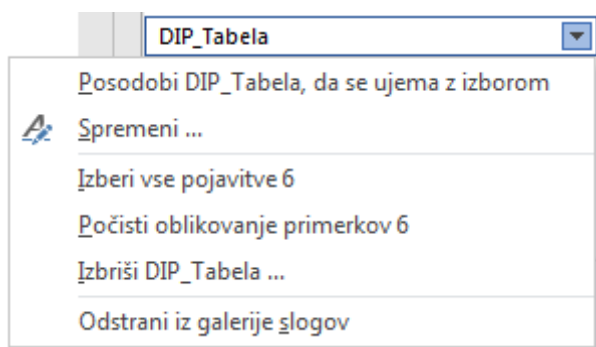 DIP_Tabela
Posodobi DIP_Tabela, da se ujema z izborom
Spremeni ...
Izberi vse pojavitve 6
Počisti oblikovanje primerkov 6
Izbriši DIP_Tabela ...
Odstrani iz galerije slogov